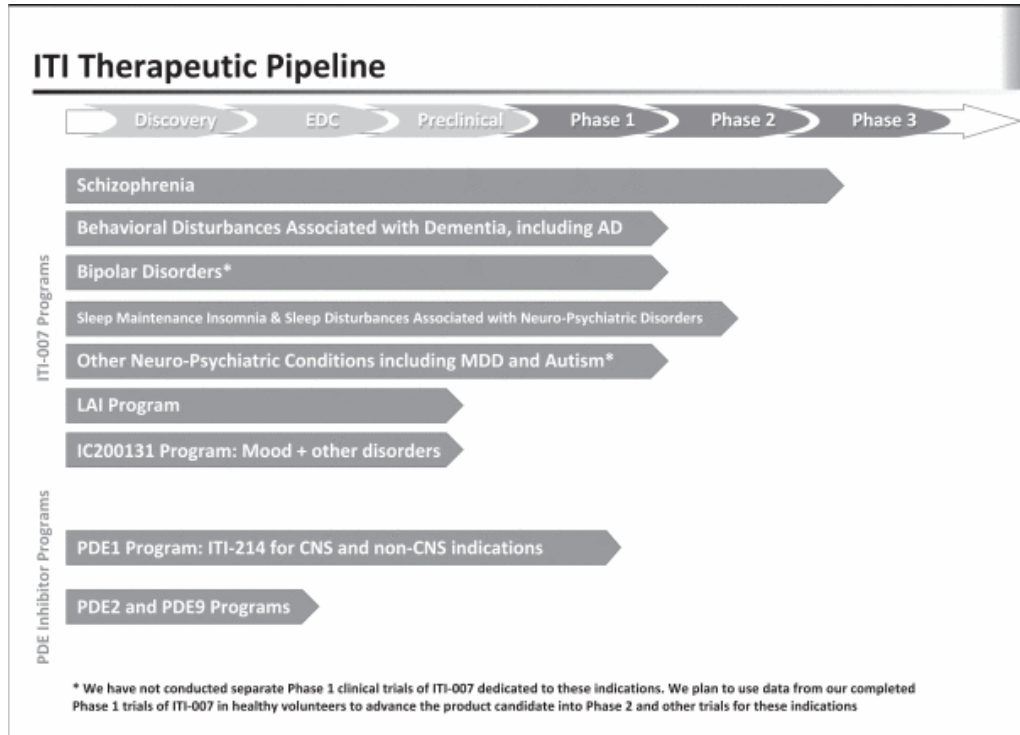 ITI Therapeutic Pipeline
Discovery
EDC
Preclinical
Phase 1
Phase 2
Phase 3
ITI-007 Programs
Schizophrenia
Behavioral Disturbances Associated with Dementia, including AD
Bipolar Disorders*
Sleep Maintenance Insomnia & Sleep Disturbances Associated with Neuro-Psychiatric Disorders
Other Neuro-Psychiatric Conditions including MDD and Autism*
LAI Program
IC200131 Program: Mood + other disorders
PDE Inhibitor Programs
PDE1 Program: ITI-214 for CNS and non-CNS indications
PDE2 and PDE9 Programs
* We have not conducted separate Phase 1 clinical trials of ITI-007 dedicated to these indications. We plan to use data from our completed
Phase 1 trials of ITI-007 in healthy volunteers to advance the product candidate into Phase 2 and other trials for these indications